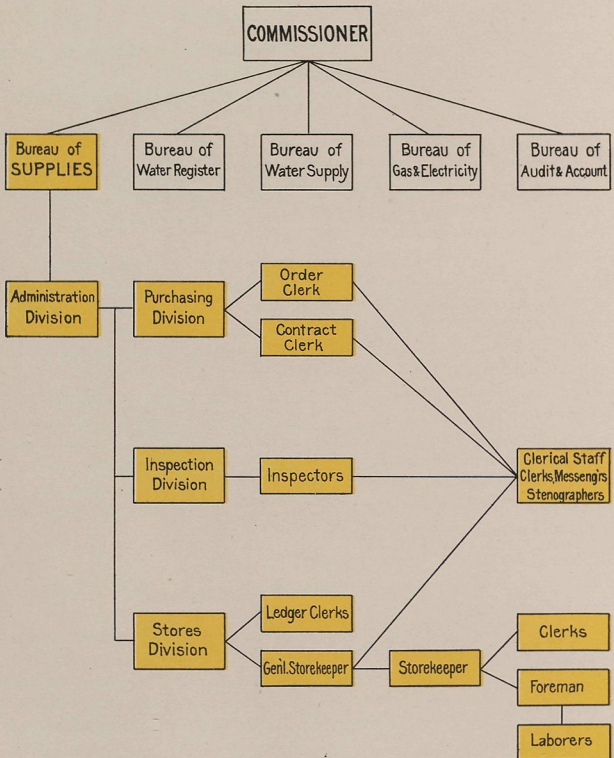 COMMISSIONER
Bureau of
SUPPLIES
Bureau of
Water Register
Bureau of
Water Supply
Bureau of
Gas & Electricity
Bureau of
Audit & Account
Administration
Division
Purchasing
Division
Order
Clerk
Contract
Clerk
Inspection
Division
Inspectors
Clerical Staff
Clerks, Messeng'rs
Stenographers
Stores
Division
Ledger Clerks
Gen'l. Storekeeper
Storekeeper
Clerks
Foreman
Laborers